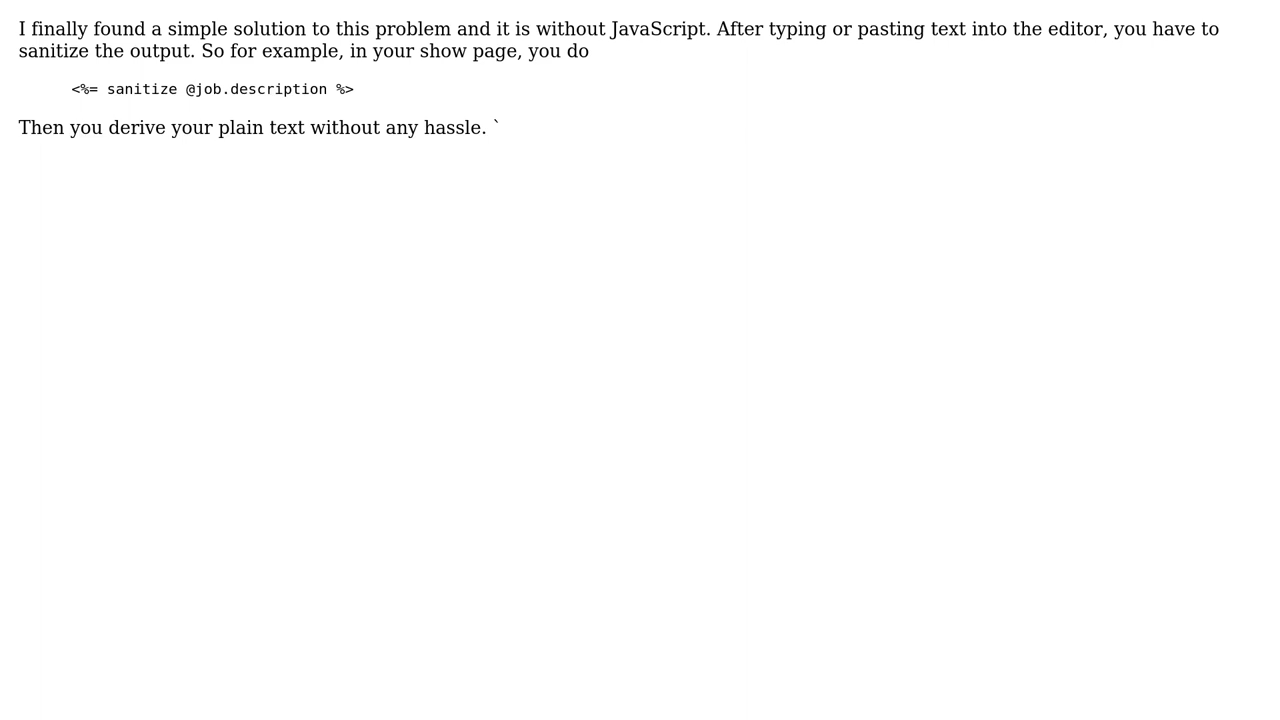 I finally found a simple solution to this problem and it is without JavaScript. After typing or pasting text into the editor, you have to
sanitize the output. So for example, in your show page, you do
<%= sanitize @job.description %>
Then you derive your plain text without any hassle. `